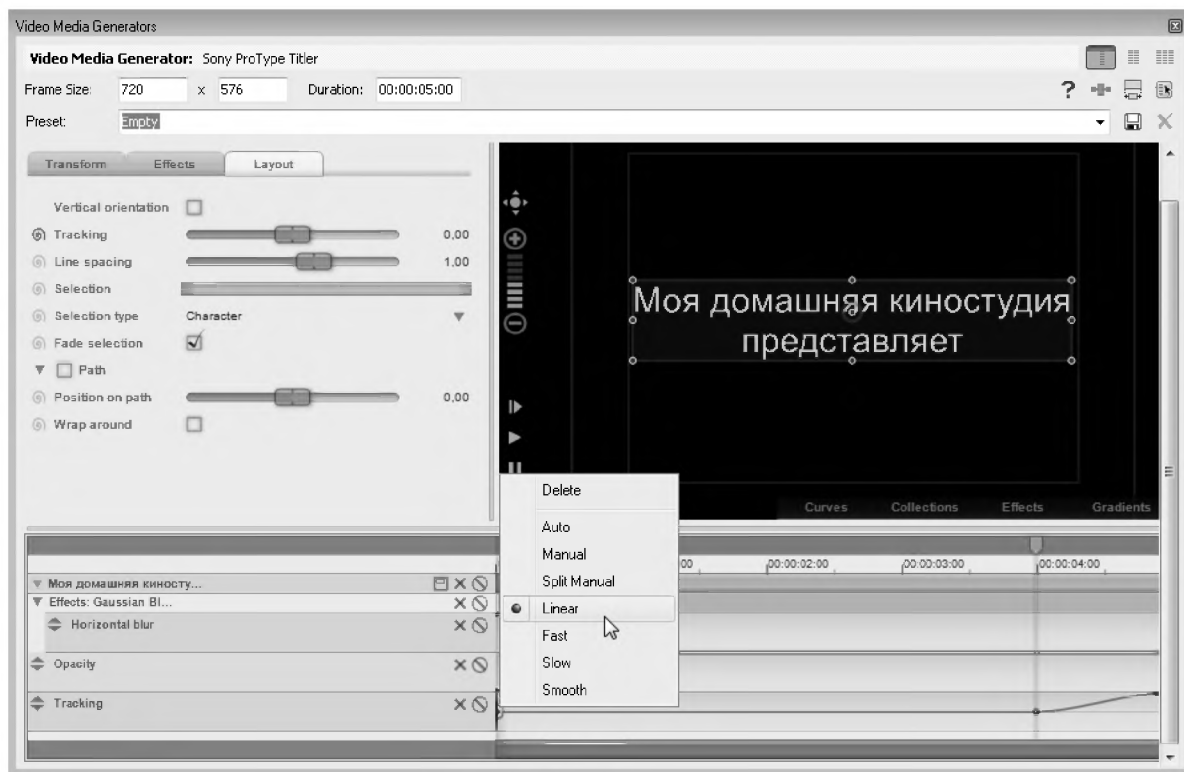 Video Media Generators
Video Media Generator: Sony ProType Titler
Frame Size: 720 x 576 Duration: 00:00:05:00
?
Preset: Empty
Transform Effects Layout
Vertical orientation
Tracking 0,00
Line spacing 1,00
Selection
Selection type Character
Fade selection
Path
Position on path 0,00
Wrap around
Моя домашняя киностудия
представляет
Curves Collections Effects Gradients
Delete
Auto
Manual
Split Manual
Linear
Fast
Slow
Smooth
00 00:00:02:00 00:00:03:00 00:00:04:00
Моя домашняя киносту...
Effects: Gaussian Bl...
Horizontal blur
Opacity
Tracking